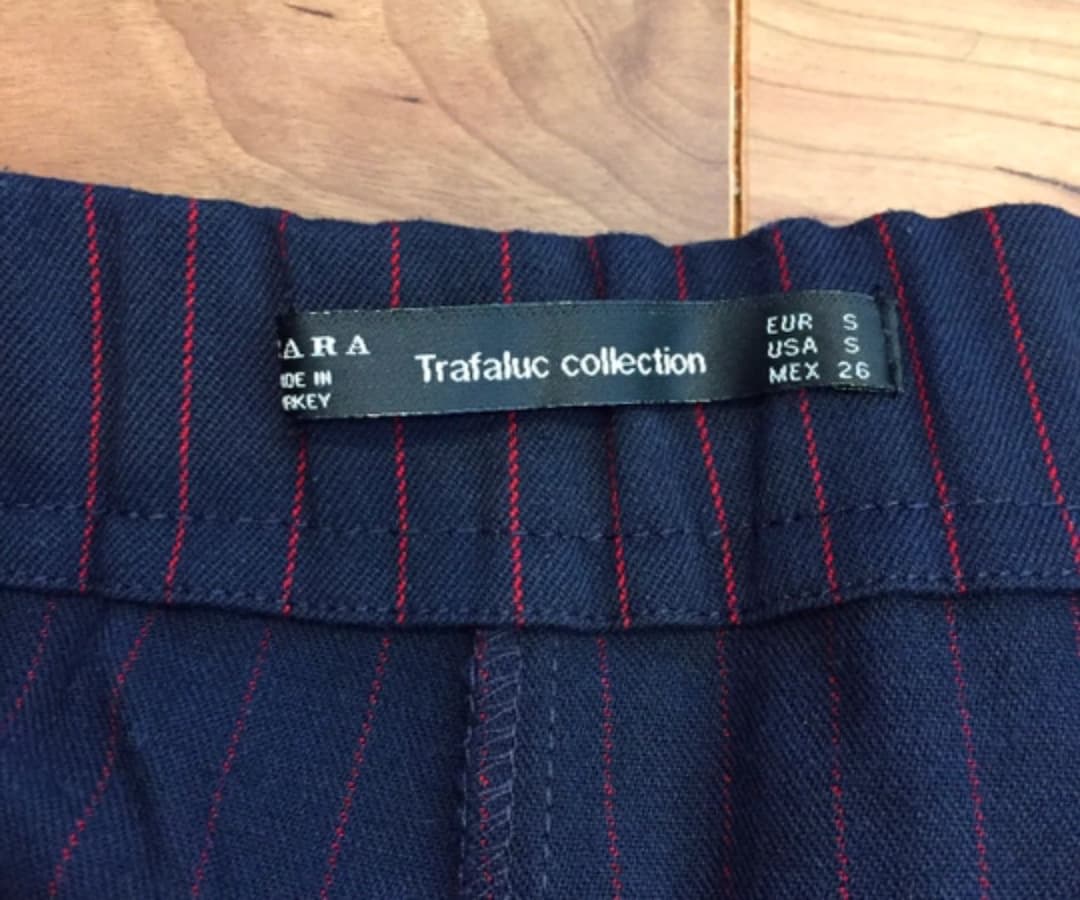 ARA
DE IN
RKEY
Trafaluc collection
EUR S
USA S
MEX 26